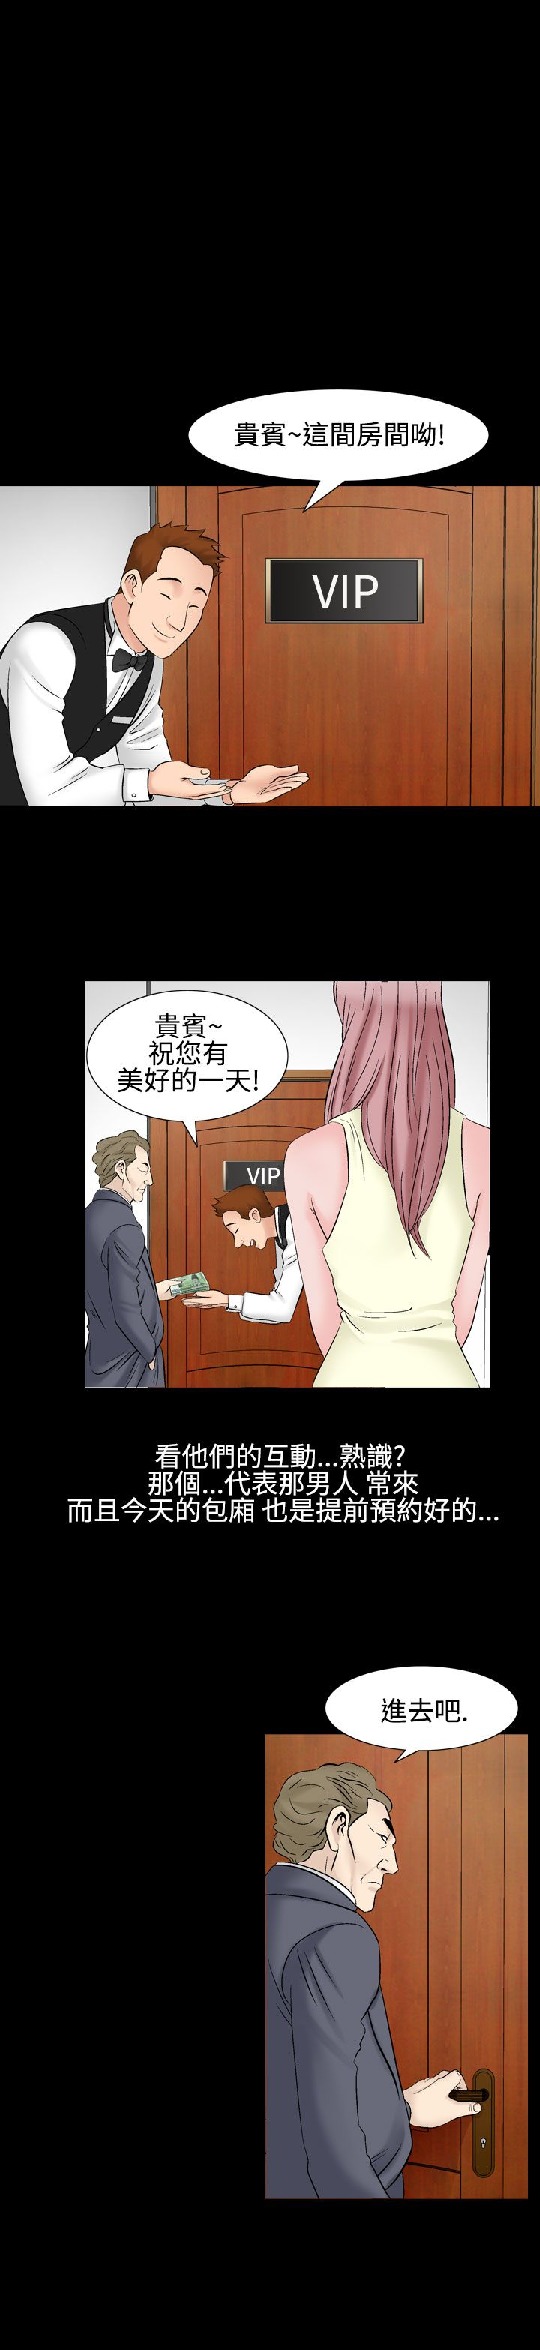 貴賓~這間房間呦!
VIP
貴賓~
祝您有
美好的一天!
VIP
看他們的互動...熟識?
那個...代表那男人 常來
而且今天的包廂 也是提前預約好的...
進去吧.